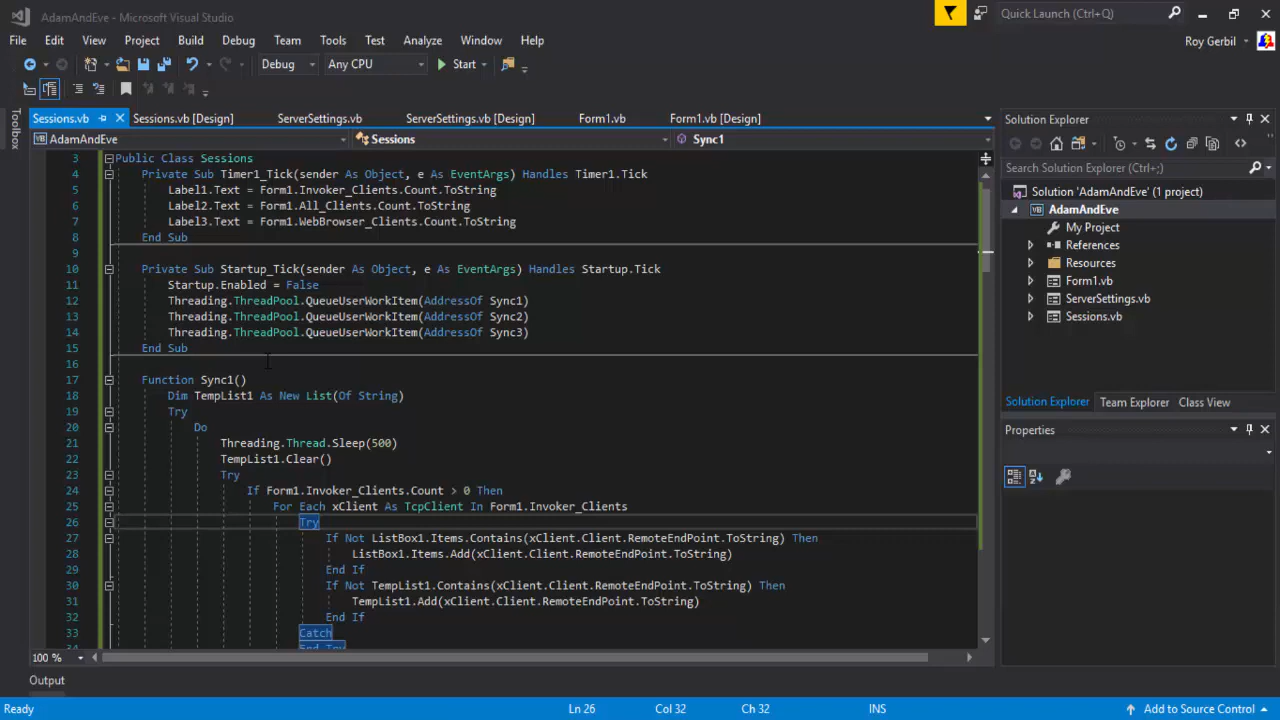 AdamAndEve - Microsoft Visual Studio
Quick Launch (Ctrl+Q)
File Edit View Project Build Debug Team Tools Test Analyze Window Help
Roy Gerbil
Debug Any CPU Start
Toolbox
Sessions.vb Sessions.vb [Design] ServerSettings.vb ServerSettings.vb [Design] Form1.vb Form1.vb [Design]
AdamAndEve Sessions Sync1
3 Public Class Sessions
4 Private Sub Timer1_Tick(sender As Object, e As EventArgs) Handles Timer1.Tick
5 Label1.Text = Form1.Invoker_Clients.Count.ToString
6 Label2.Text = Form1.All_Clients.Count.ToString
7 Label3.Text = Form1.WebBrowser_Clients.Count.ToString
8 End Sub
9
10 Private Sub Startup_Tick(sender As Object, e As EventArgs) Handles Startup.Tick
11 Startup.Enabled = False
12 Threading.ThreadPool.QueueUserWorkItem(AddressOf Sync1)
13 Threading.ThreadPool.QueueUserWorkItem(AddressOf Sync2)
14 Threading.ThreadPool.QueueUserWorkItem(AddressOf Sync3)
15 End Sub
16
17 Function Sync1()
18 Dim TempList1 As New List(Of String)
19 Try
20 Do
21 Threading.Thread.Sleep(500)
22 TempList1.Clear()
23 Try
24 If Form1.Invoker_Clients.Count > 0 Then
25 For Each xClient As TcpClient In Form1.Invoker_Clients
26 Try
27 If Not ListBox1.Items.Contains(xClient.Client.RemoteEndPoint.ToString) Then
28 ListBox1.Items.Add(xClient.Client.RemoteEndPoint.ToString)
29 End If
30 If Not TempList1.Contains(xClient.Client.RemoteEndPoint.ToString) Then
31 TempList1.Add(xClient.Client.RemoteEndPoint.ToString)
32 End If
33 Catch
34 End Try
100 %
Output
Solution Explorer
Search Solution Explorer (Ctrl+;)
Solution 'AdamAndEve' (1 project)
AdamAndEve
My Project
References
Resources
Form1.vb
ServerSettings.vb
Sessions.vb
Solution Explorer Team Explorer Class View
Properties
Ready Ln 26 Col 32 Ch 32 INS Add to Source Control